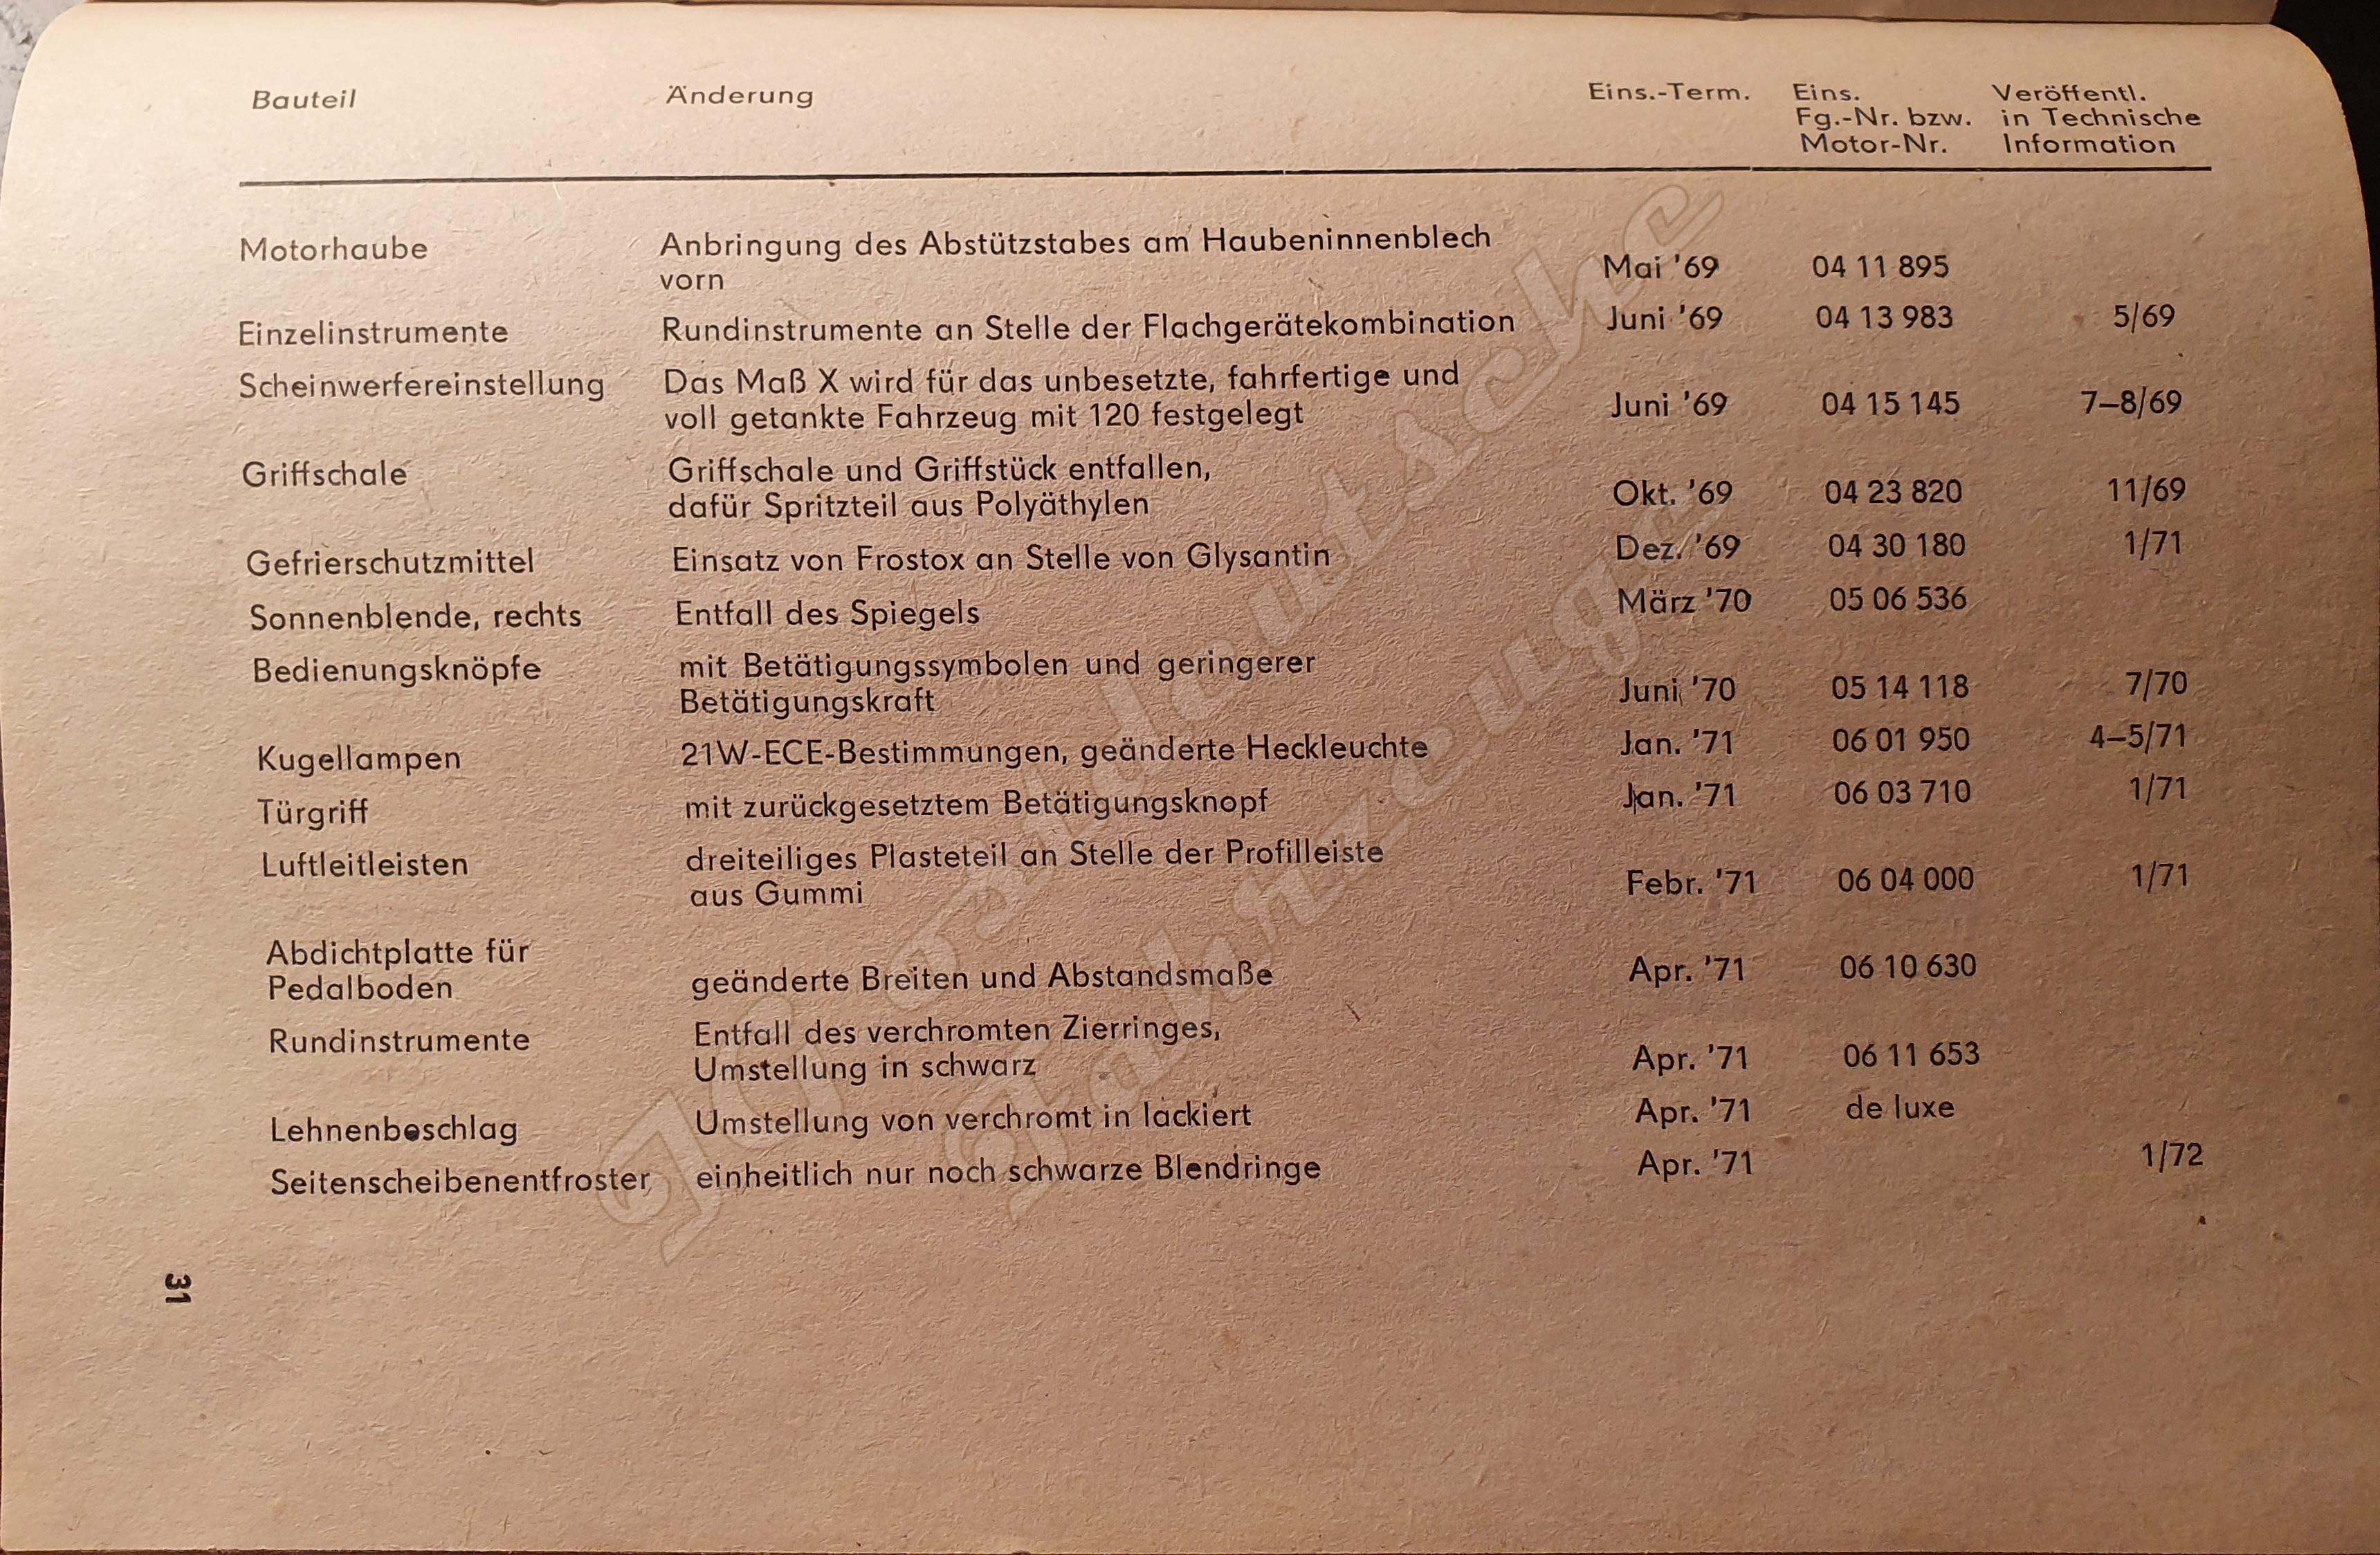 Bauteil Änderung Eins.-Term. Eins. Veröffentl.
Fg.-Nr. bzw. in Technische
Motor-Nr. Information
Motorhaube Anbringung des Abstützstabes am Haubeninnenblech
vorn Mai '69 04 11 895
Einzelinstrumente Rundinstrumente an Stelle der Flachgerätekombination Juni '69 04 13 983 5/69
Scheinwerfereinstellung Das Maß X wird für das unbesetzte, fahrfertige und
voll getankte Fahrzeug mit 120 festgelegt Juni '69 04 15 145 7–8/69
Griffschale Griffschale und Griffstück entfallen,
dafür Spritzteil aus Polyäthylen Okt. '69 04 23 820 11/69
Gefrierschutzmittel Einsatz von Frostox an Stelle von Glysantin Dez. '69 04 30 180 1/71
Sonnenblende, rechts Entfall des Spiegels März '70 05 06 536
Bedienungsknöpfe mit Betätigungssymbolen und geringerer
Betätigungskraft Juni '70 05 14 118 7/70
Kugellampen 21W-ECE-Bestimmungen, geänderte Heckleuchte Jan. '71 06 01 950 4–5/71
Türgriff mit zurückgesetztem Betätigungsknopf Jan. '71 06 03 710 1/71
Luftleitleisten dreiteiliges Plasteteil an Stelle der Profilleiste
aus Gummi Febr. '71 06 04 000 1/71
Abdichtplatte für
Pedalboden geänderte Breiten und Abstandsmaße Apr. '71 06 10 630
Rundinstrumente Entfall des verchromten Zierringes,
Umstellung in schwarz Apr. '71 06 11 653
Lehnenbeschlag Umstellung von verchromt in lackiert Apr. '71 de luxe
Seitenscheibenentfroster einheitlich nur noch schwarze Blendringe Apr. '71 1/72
31
IG ostdeutsche
Fahrzeuge